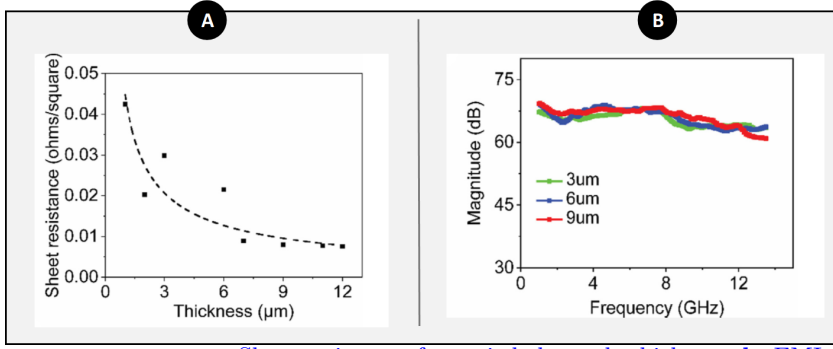 A
B
Sheet resistance (ohms/square)
0.05
0.04
0.03
0.02
0.01
0.00
0
3
6
9
12
Thickness (μm)
Magnitude (dB)
75
60
45
30
3um
6um
9um
0
4
8
12
Frequency (GHz)